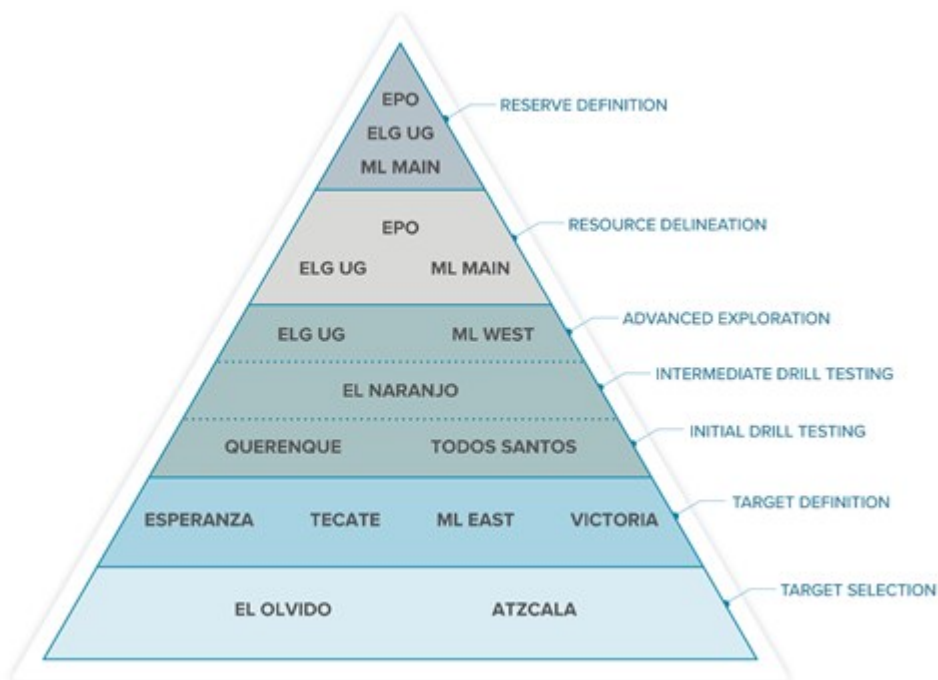 EPO
RESERVE DEFINITION
ELG UG
ML MAIN
EPO
RESOURCE DELINEATION
ELG UG ML MAIN
ADVANCED EXPLORATION
ELG UG ML WEST
INTERMEDIATE DRILL TESTING
EL NARANJO
INITIAL DRILL TESTING
QUERENQUE TODOS SANTOS
TARGET DEFINITION
ESPERANZA TECATE ML EAST VICTORIA
TARGET SELECTION
EL OLVIDO ATZCALA